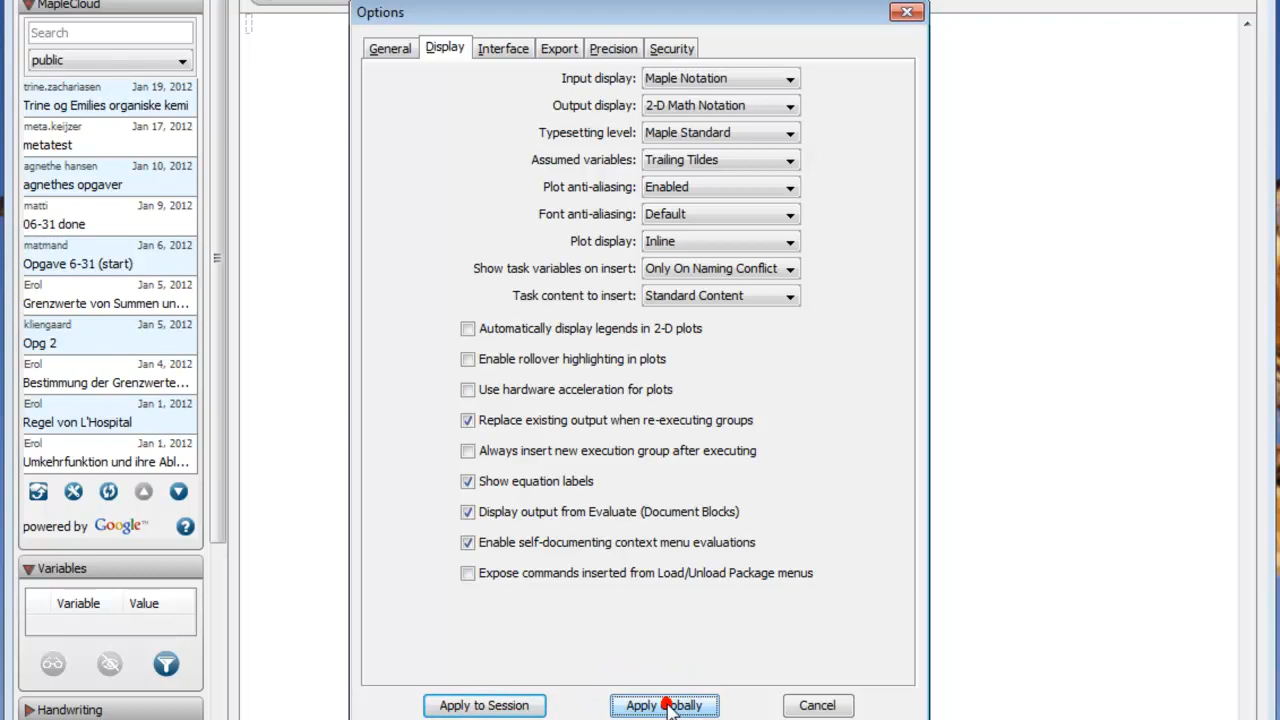 MapleCloud
Search
public
trine.zachariasen Jan 19, 2012
Trine og Emilies organiske kemi
meta.keijzer Jan 17, 2012
metatest
agnethe hansen Jan 10, 2012
agnethes opgaver
matti Jan 9, 2012
06-31 done
matmand Jan 6, 2012
Opgave 6-31 (start)
Erol Jan 5, 2012
Grenzwerte von Summen un...
kliengaard Jan 5, 2012
Opg 2
Erol Jan 4, 2012
Bestimmung der Grenzwerte...
Erol Jan 1, 2012
Regel von L'Hospital
Erol Jan 1, 2012
Umkehrfunktion und ihre Abl...
powered by Google™ ?
Variables
Variable Value
Handwriting
Options
General Display Interface Export Precision Security
Input display: Maple Notation
Output display: 2-D Math Notation
Typesetting level: Maple Standard
Assumed variables: Trailing Tildes
Plot anti-aliasing: Enabled
Font anti-aliasing: Default
Plot display: Inline
Show task variables on insert: Only On Naming Conflict
Task content to insert: Standard Content
Automatically display legends in 2-D plots
Enable rollover highlighting in plots
Use hardware acceleration for plots
Replace existing output when re-executing groups
Always insert new execution group after executing
Show equation labels
Display output from Evaluate (Document Blocks)
Enable self-documenting context menu evaluations
Expose commands inserted from Load/Unload Package menus
Apply to Session Apply Cancel